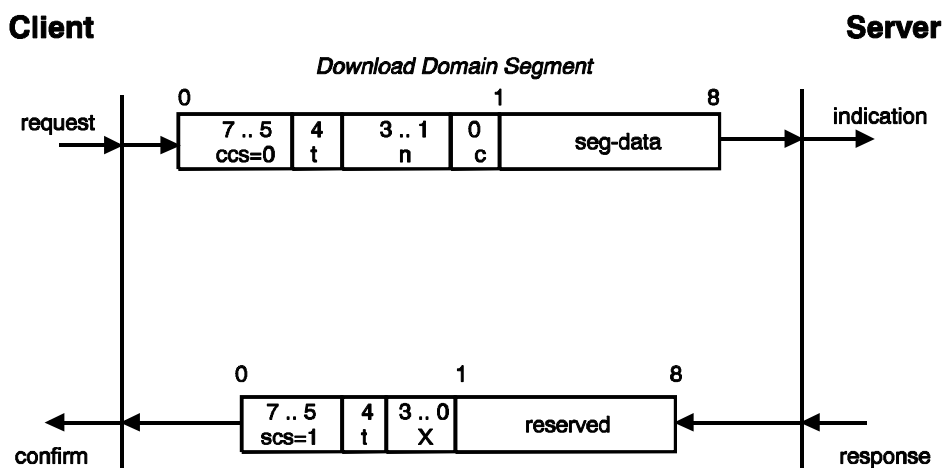 Client Server
Download Domain Segment
0 1 8
request indication
7 .. 5 4 3 .. 1 0
ccs=0 t n c seg-data
0 1 8
7 .. 5 4 3 .. 0
scs=1 t X reserved
confirm response